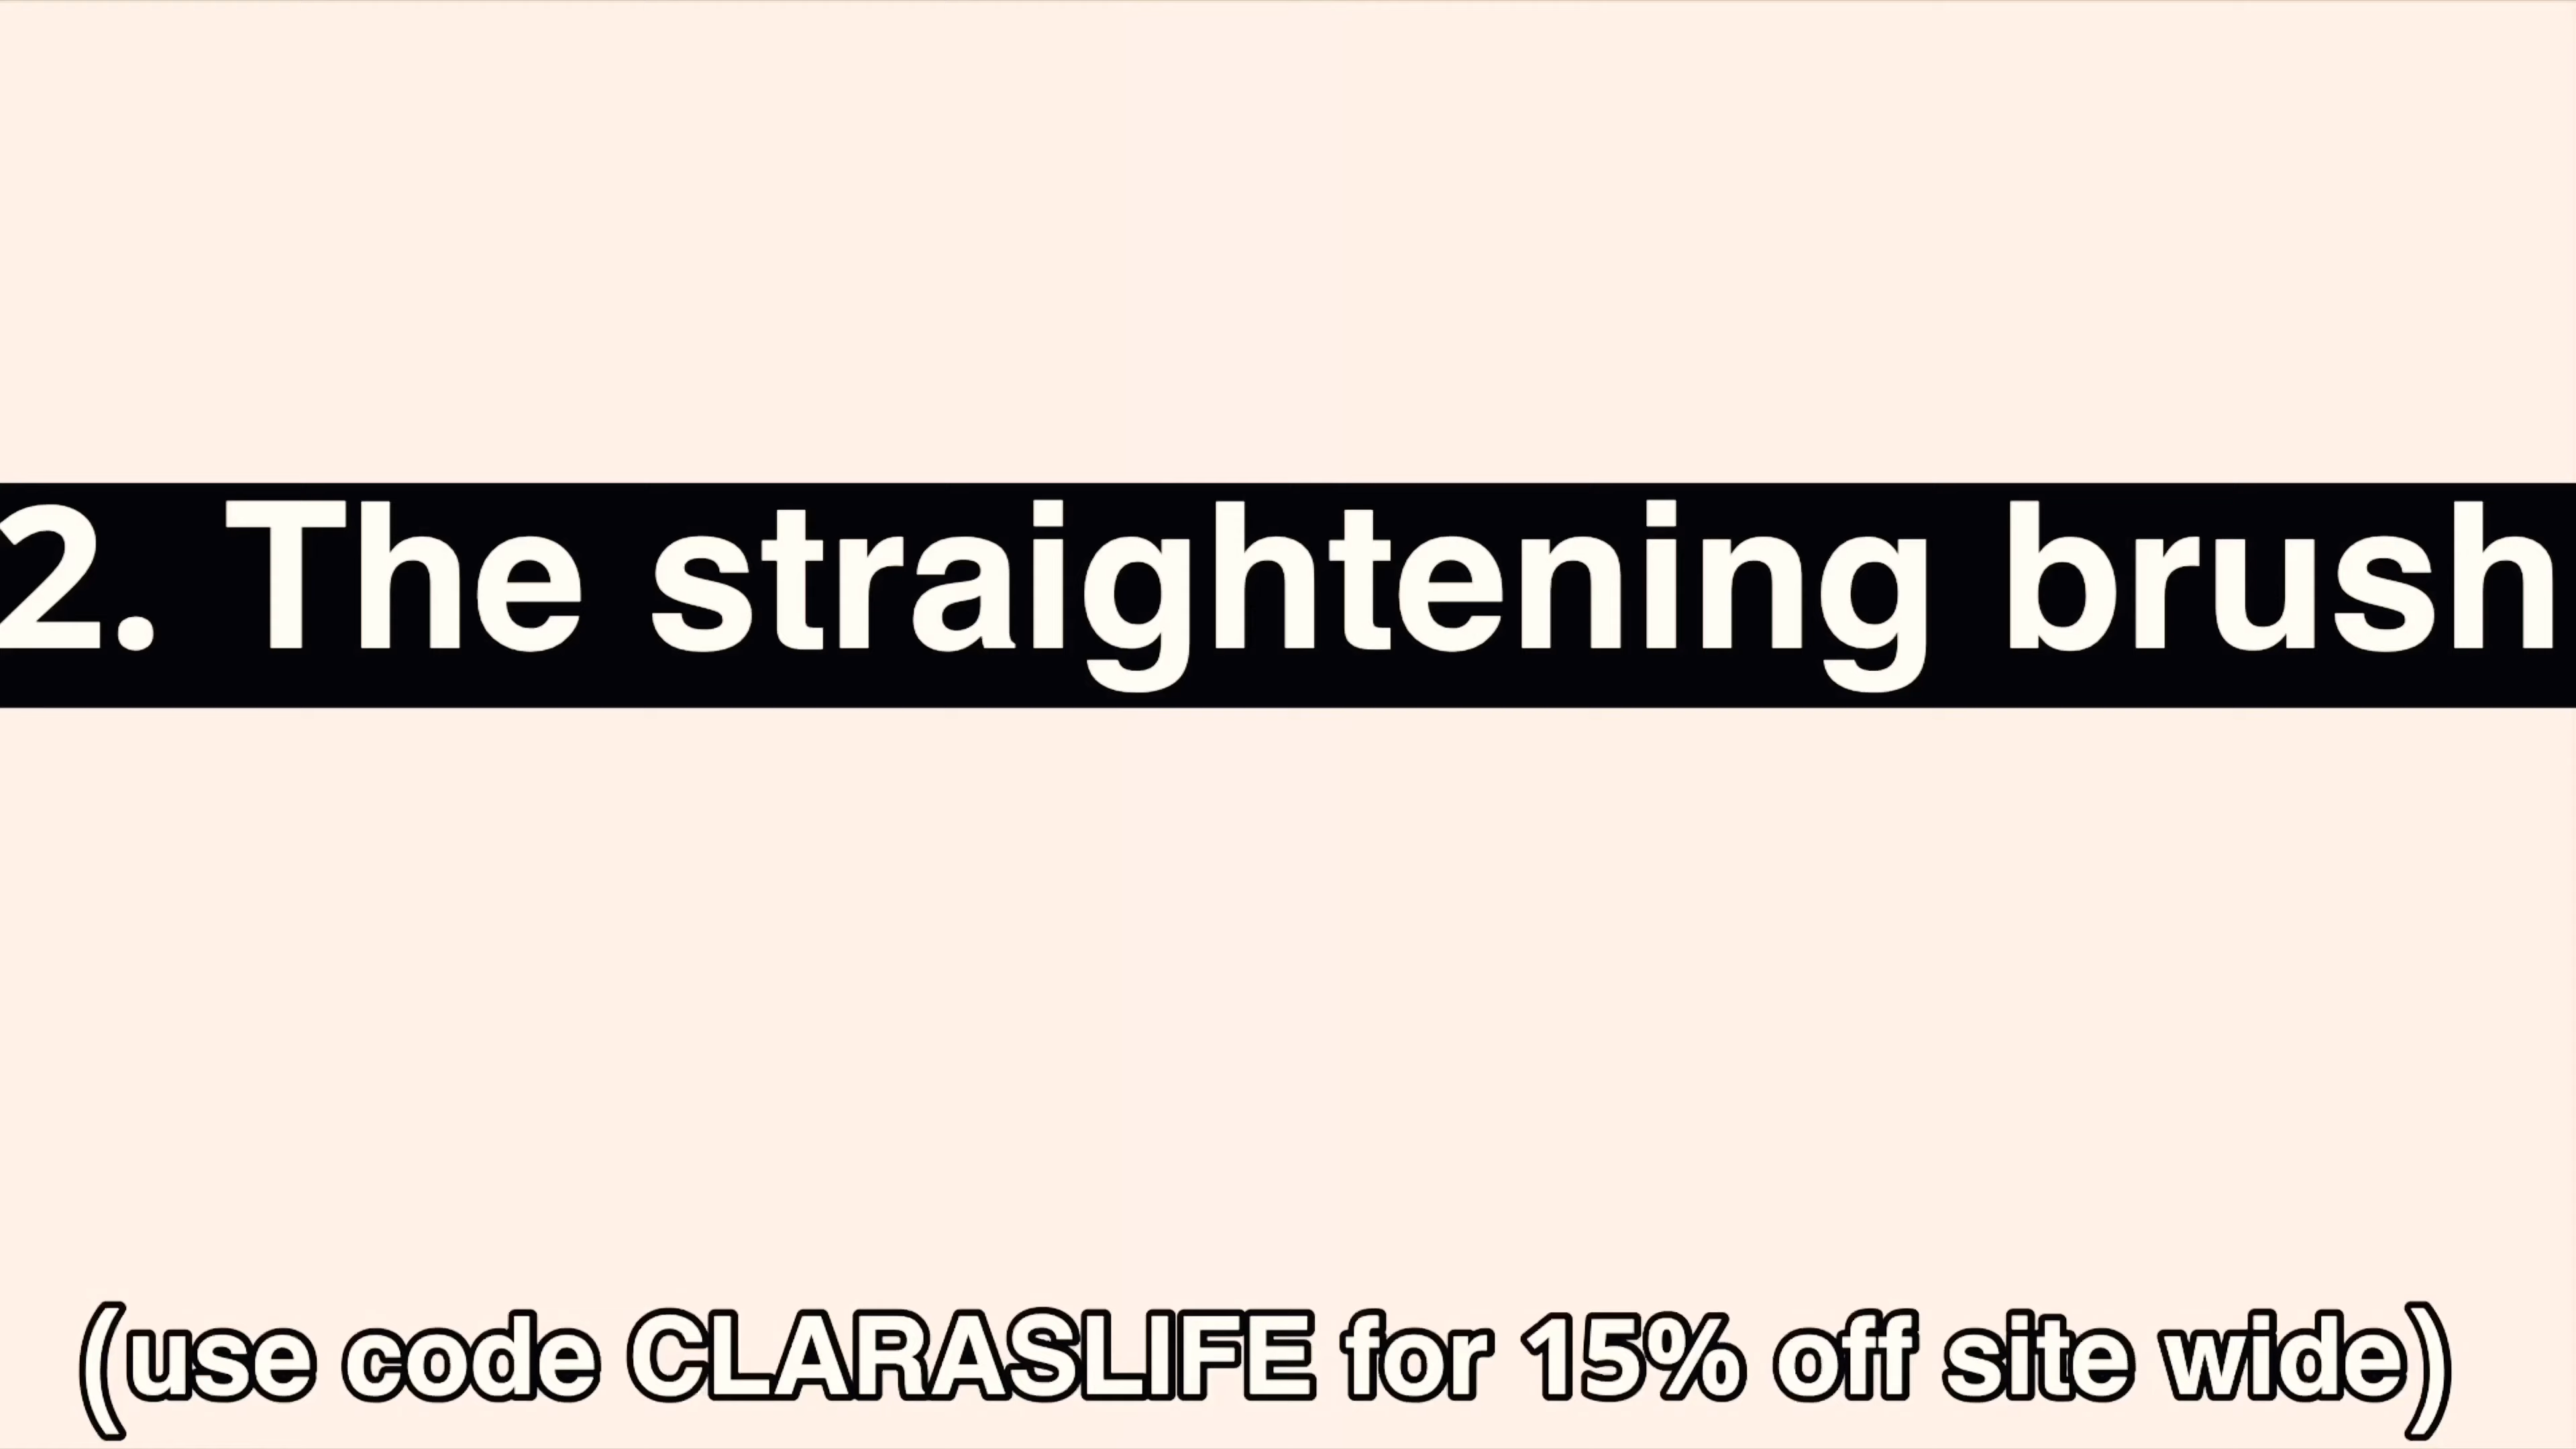 2. The straightening brush
(use code CLARASLIFE for 15% off site wide)